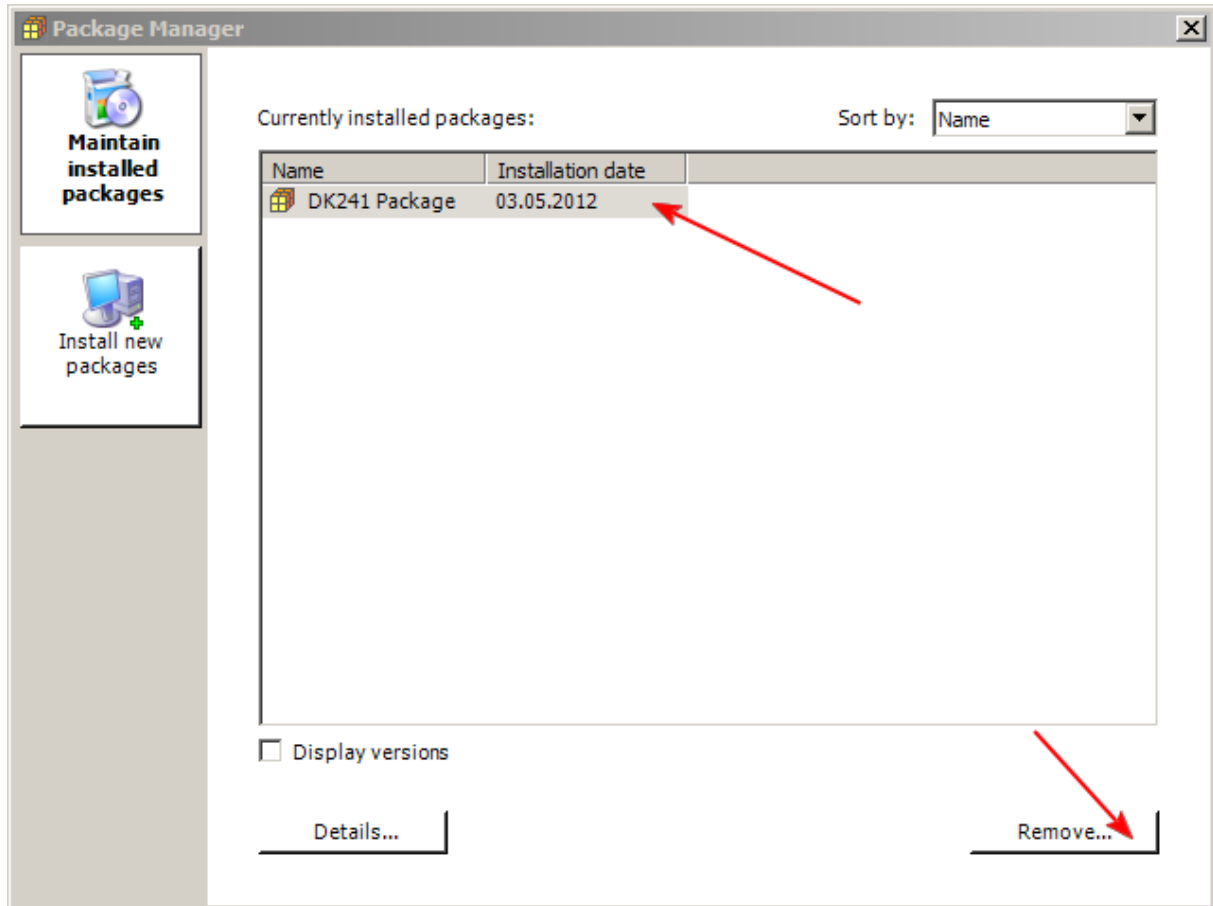 Package Manager
Maintain
installed
packages
Install new
packages
Currently installed packages:
Sort by: Name
Name Installation date
DK241 Package 03.05.2012
Display versions
Details... Remove...